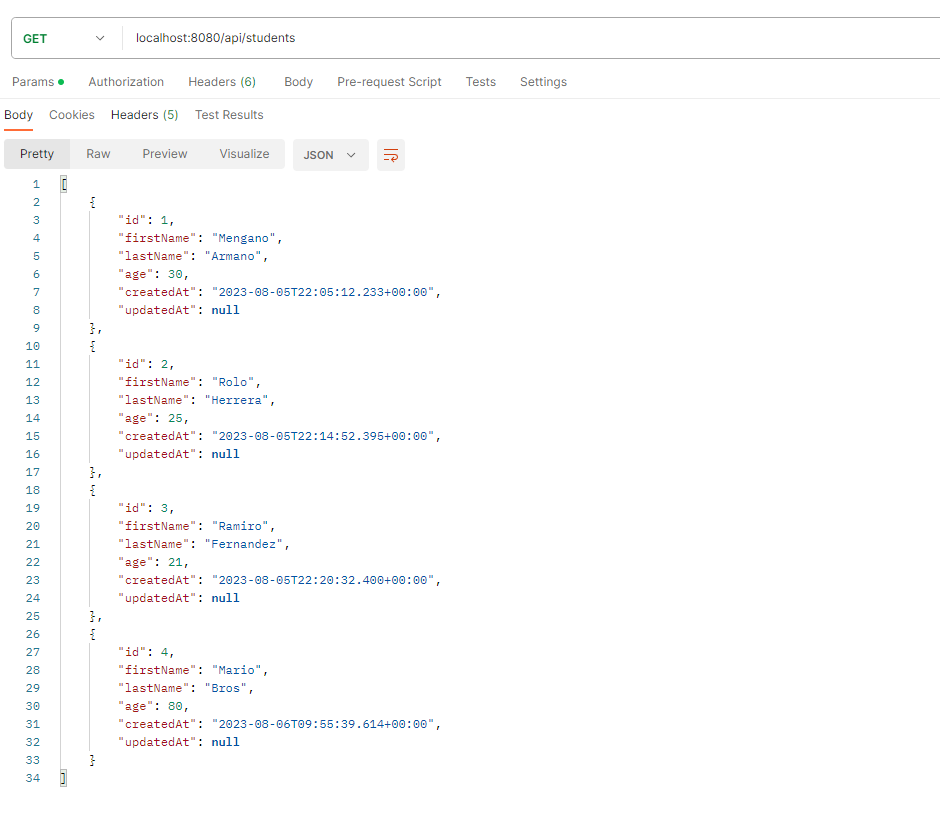 GET localhost:8080/api/students
Params Authorization Headers (6) Body Pre-request Script Tests Settings
Body Cookies Headers (5) Test Results
Pretty Raw Preview Visualize JSON
1 [
2 {
3 "id": 1,
4 "firstName": "Mengano",
5 "lastName": "Armano",
6 "age": 30,
7 "createdAt": "2023-08-05T22:05:12.233+00:00",
8 "updatedAt": null
9 },
10 {
11 "id": 2,
12 "firstName": "Rolo",
13 "lastName": "Herrera",
14 "age": 25,
15 "createdAt": "2023-08-05T22:14:52.395+00:00",
16 "updatedAt": null
17 },
18 {
19 "id": 3,
20 "firstName": "Ramiro",
21 "lastName": "Fernandez",
22 "age": 21,
23 "createdAt": "2023-08-05T22:20:32.400+00:00",
24 "updatedAt": null
25 },
26 {
27 "id": 4,
28 "firstName": "Mario",
29 "lastName": "Bros",
30 "age": 80,
31 "createdAt": "2023-08-06T09:55:39.614+00:00",
32 "updatedAt": null
33 }
34 ]